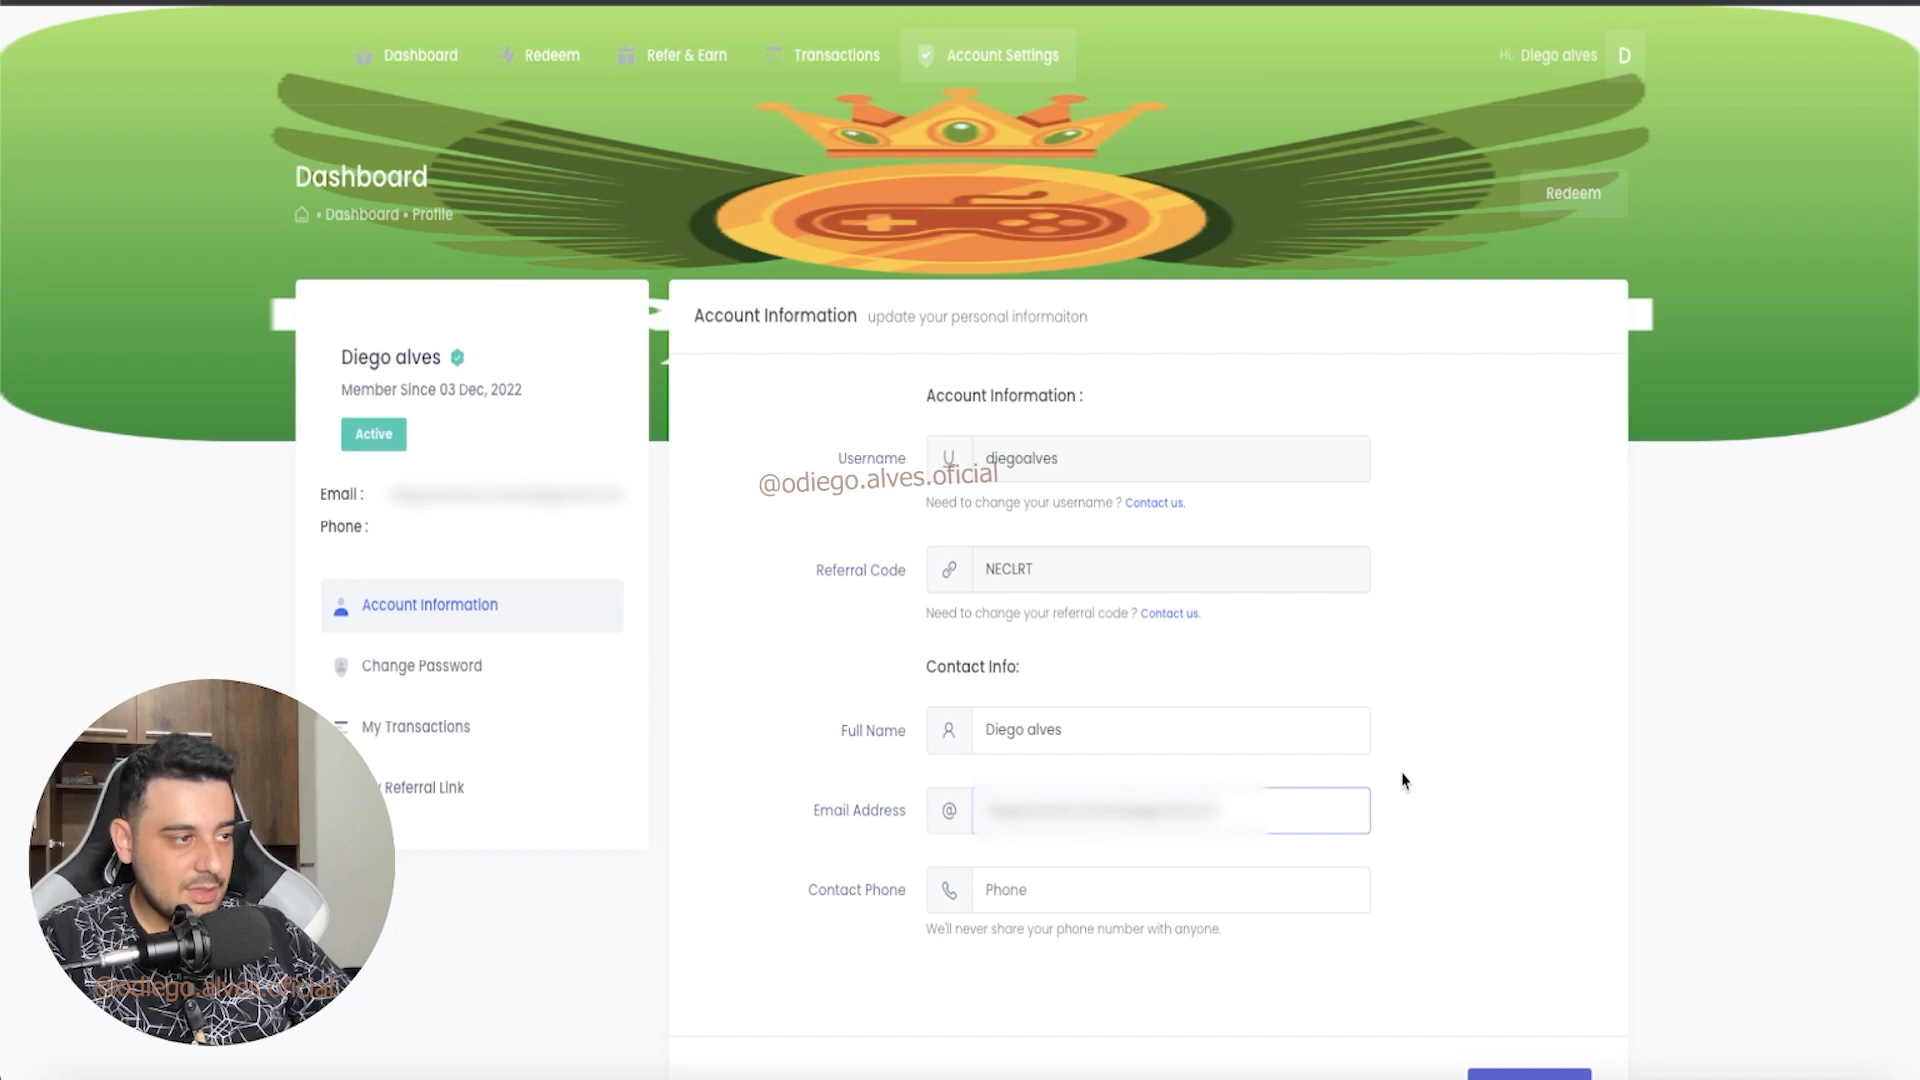 Dashboard
Redeem
Refer & Earn
Transactions
Account Settings
Hi, Diego alves
D
Dashboard
• Dashboard • Profile
Redeem
Diego alves
Member Since 03 Dec, 2022
Active
Email :
Phone :
Account Information
Change Password
My Transactions
Referral Link
Account Information update your personal informaiton
Account Information :
Username
diegoalves
@odiego.alves.oficial
Need to change your username ? Contact us.
Referral Code
NECLRT
Need to change your referral code ? Contact us.
Contact Info:
Full Name
Diego alves
Email Address
@
Contact Phone
Phone
We'll never share your phone number with anyone.
@odiego.alves.oficial